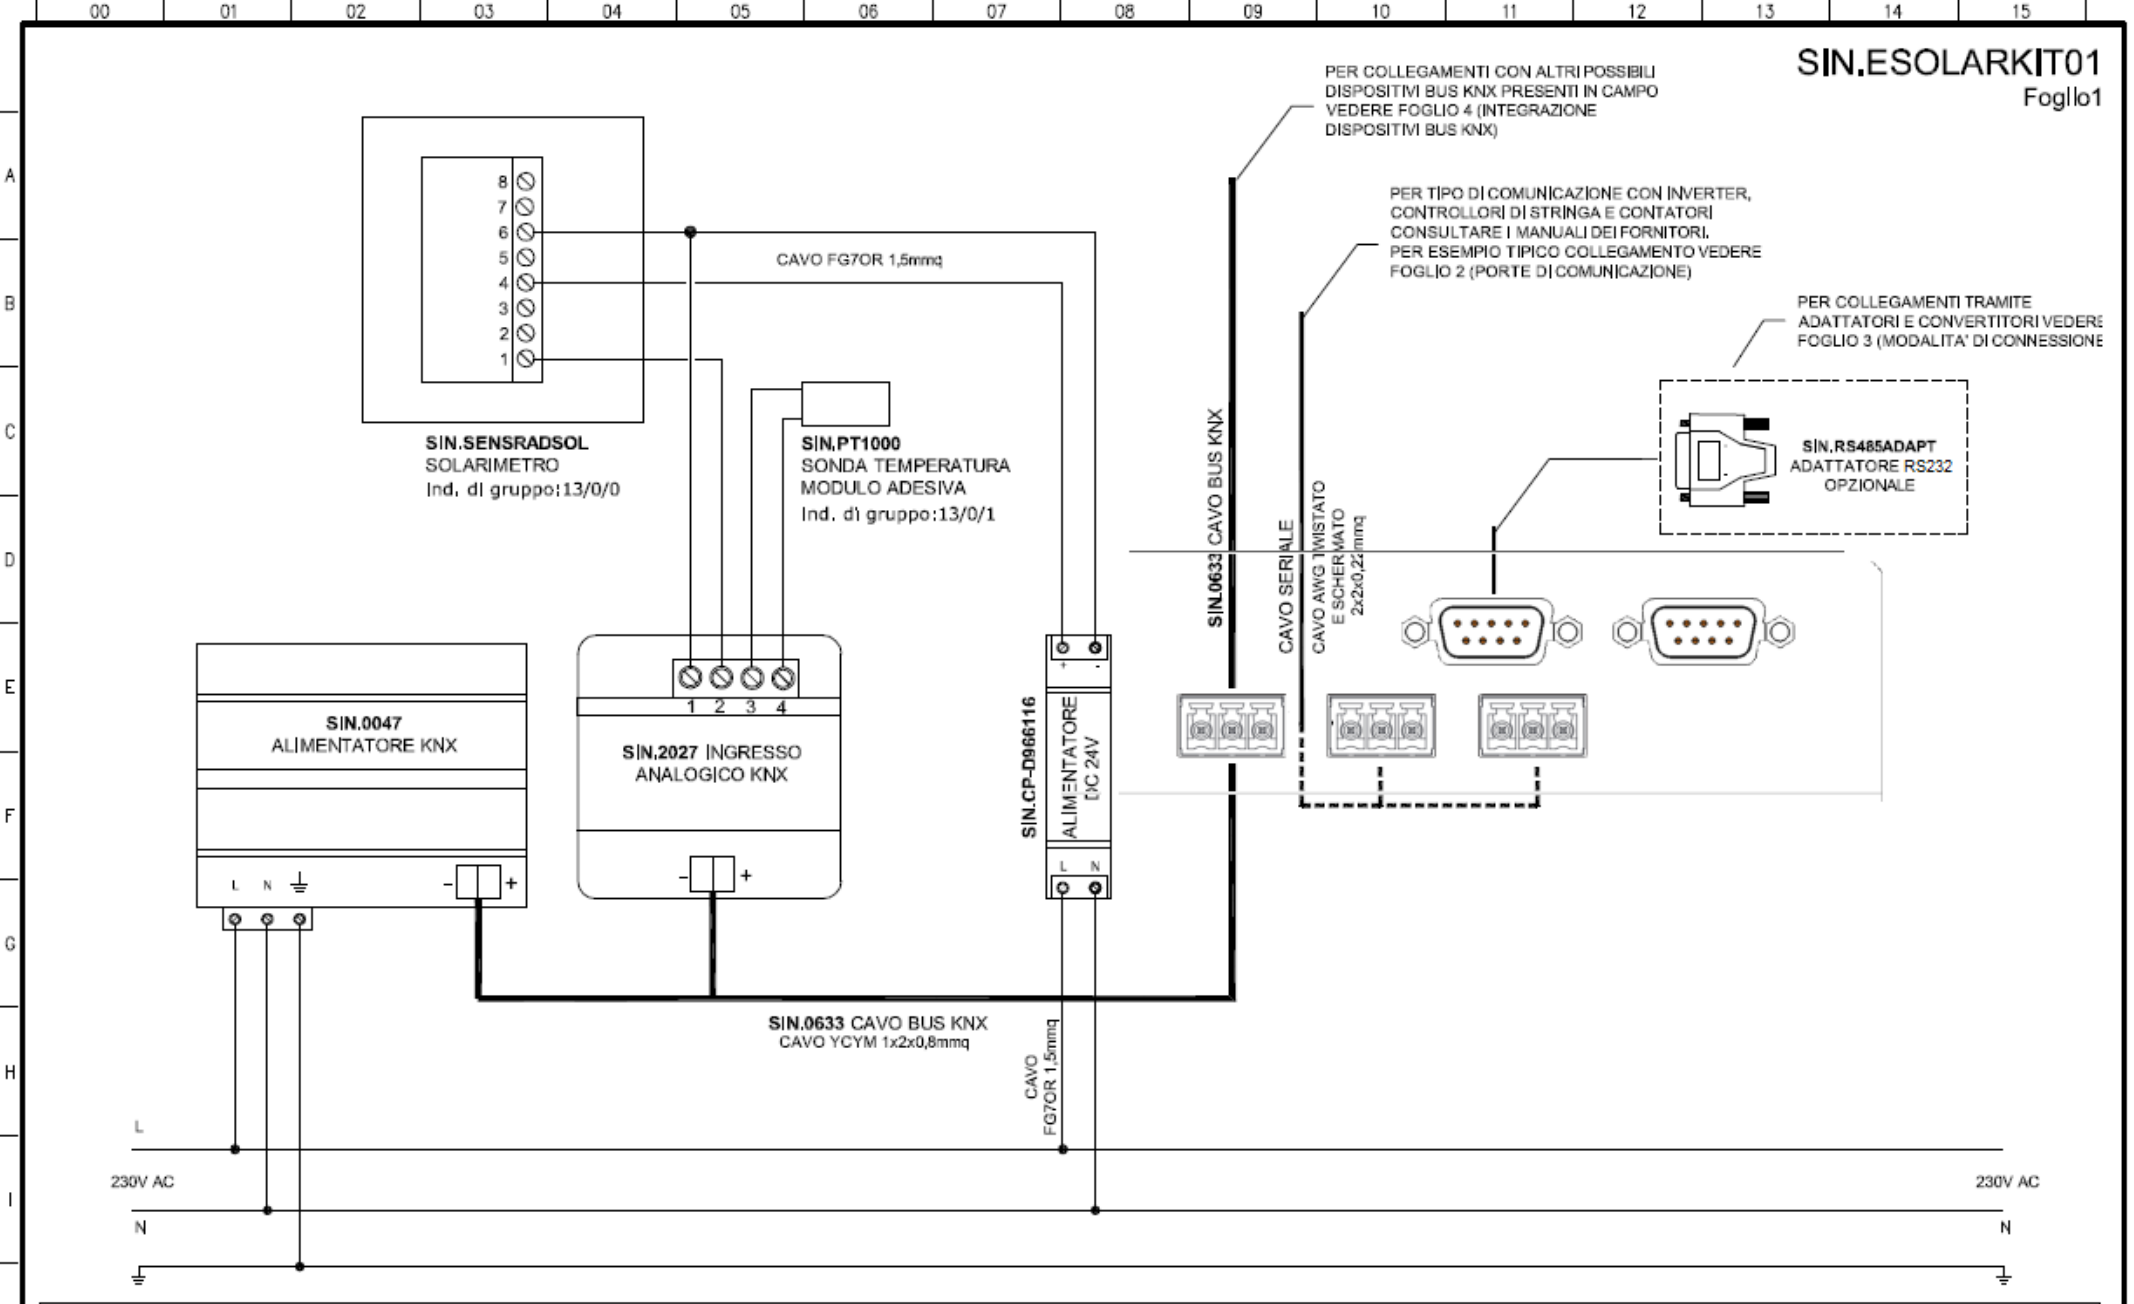 00 01 02 03 04 05 06 07 08 09 10 11 12 13 14 15
SIN.ESOLARKIT01
Foglio1
PER COLLEGAMENTI CON ALTRI POSSIBILI
DISPOSITIVI BUS KNX PRESENTI IN CAMPO
VEDERE FOGLIO 4 (INTEGRAZIONE
DISPOSITIVI BUS KNX)
A
8
7
6
5
4
3
2
1
PER TIPO DI COMUNICAZIONE CON INVERTER,
CONTROLLORI DI STRINGA E CONTATORI
CONSULTARE I MANUALI DEI FORNITORI.
PER ESEMPIO TIPICO COLLEGAMENTO VEDERE
FOGLIO 2 (PORTE DI COMUNICAZIONE)
CAVO FG7OR 1,5mmq
B
PER COLLEGAMENTI TRAMITE
ADATTATORI E CONVERTITORI VEDERE
FOGLIO 3 (MODALITA' DI CONNESSIONE
C
SIN.SENSRADSOL
SOLARIMETRO
Ind. di gruppo:13/0/0
SIN.PT1000
SONDA TEMPERATURA
MODULO ADESIVA
Ind. di gruppo:13/0/1
SIN.RS485ADAPT
ADATTATORE RS232
OPZIONALE
SIN.0633 CAVO BUS KNX
CAVO SERIALE
CAVO AWG TWISTATO
E SCHERMATO
2x2x0,22mmq
D
E
SIN.0047
ALIMENTATORE KNX
1 2 3 4
SIN.2027 INGRESSO
ANALOGICO KNX
+ -
SIN.CP-D966116
ALIMENTATORE
DC 24V
F
L N
L N
- +
- +
G
SIN.0633 CAVO BUS KNX
CAVO YCYM 1x2x0,8mmq
CAVO
FG7OR 1,5mmq
H
L
230V AC
230V AC
I
N
N